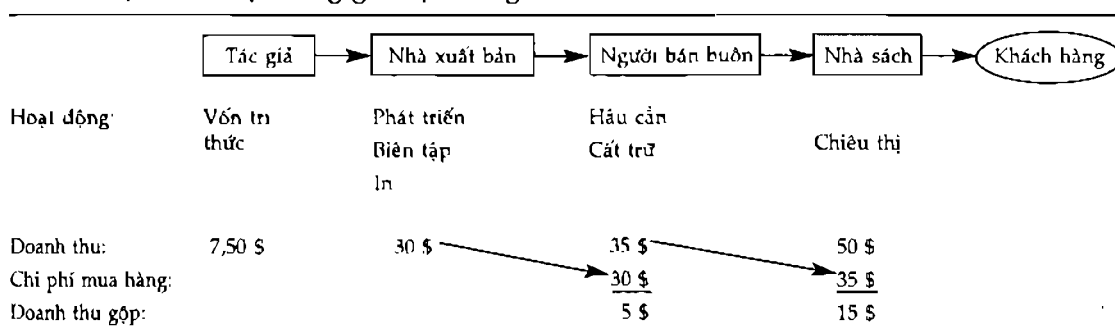 Tác giả Nhà xuất bản Người bán buôn Nhà sách Khách hàng
Hoạt động: Vốn tri Phát triển Hậu cần
thức Biên tập Cất trữ Chiêu thị
In
Doanh thu: 7,50 $ 30 $ 35 $ 50 $
Chi phí mua hàng: 30 $ 35 $
Doanh thu gộp: 5 $ 15 $